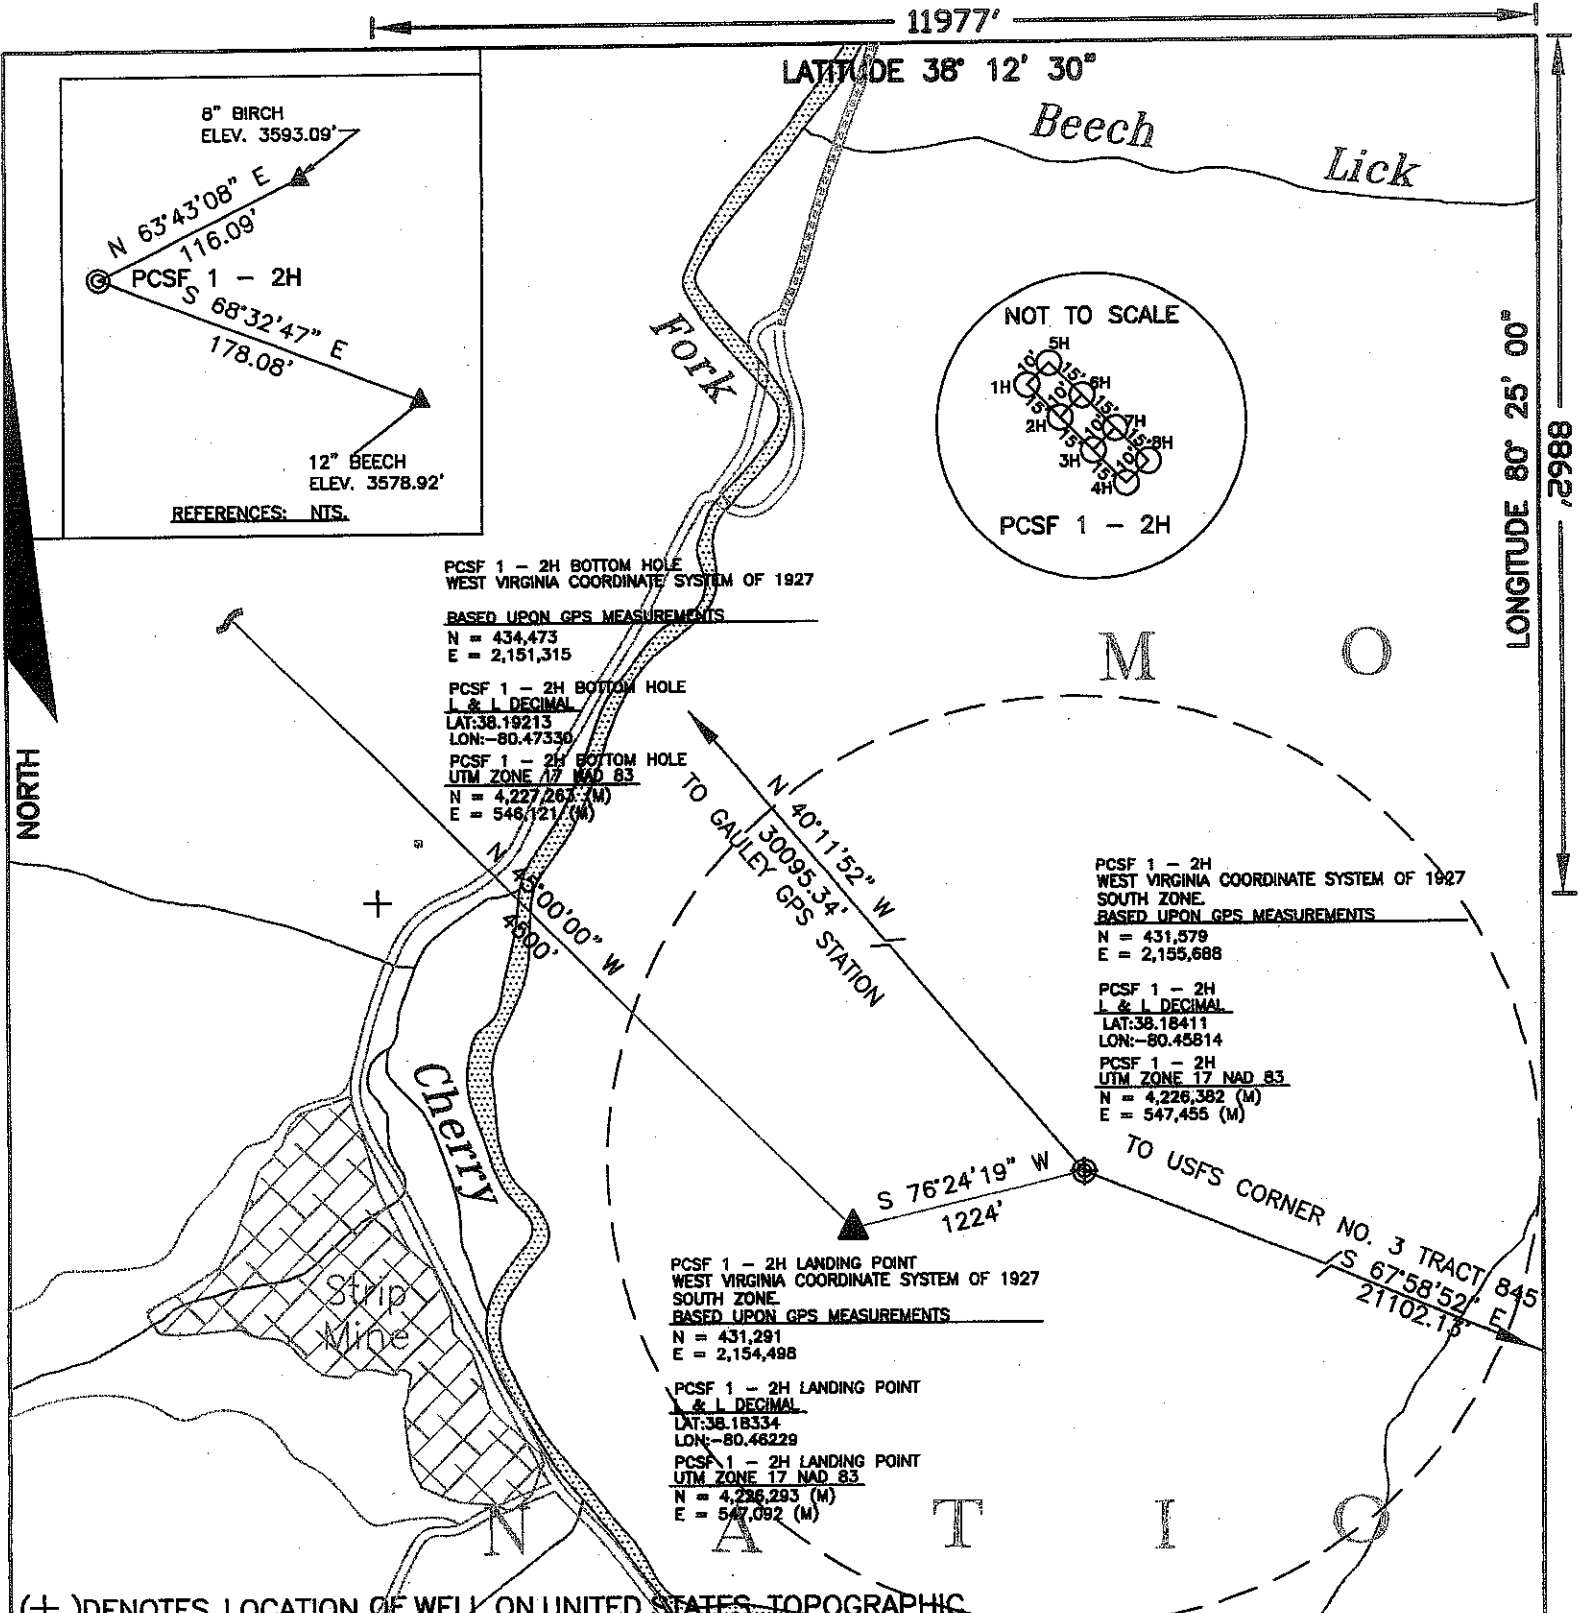 11977'
LATITUDE 38° 12' 30"
8" BIRCH
ELEV. 3593.09'
N 63°43'08" E
116.09'
PCSF 1 - 2H
S 68°32'47" E
178.08'
12" BEECH
ELEV. 3578.92'
REFERENCES: NTS.
Beech
Lick
Fork
NOT TO SCALE
5H
10'
15'
1H
6H
10'
15'
15'
2H
7H
10'
15'
15'
3H
8H
10'
15'
4H
PCSF 1 - 2H
LONGITUDE 80° 25' 00"
2988'
PCSF 1 - 2H BOTTOM HOLE
WEST VIRGINIA COORDINATE SYSTEM OF 1927
BASED UPON GPS MEASUREMENTS
N = 434,473
E = 2,151,315
PCSF 1 - 2H BOTTOM HOLE
L & L DECIMAL
LAT:38.19213
LON:-80.47330
PCSF 1 - 2H BOTTOM HOLE
UTM ZONE 17 NAD 83
N = 4,227,263 (M)
E = 546,121 (M)
M O
NORTH
N 40°11'52" W
30095.34'
TO GAULEY GPS STATION
N 45°00'00" W
4500'
PCSF 1 - 2H
WEST VIRGINIA COORDINATE SYSTEM OF 1927
SOUTH ZONE.
BASED UPON GPS MEASUREMENTS
N = 431,579
E = 2,155,688
PCSF 1 - 2H
L & L DECIMAL
LAT:38.18411
LON:-80.45814
PCSF 1 - 2H
UTM ZONE 17 NAD 83
N = 4,226,382 (M)
E = 547,455 (M)
Cherry
S 76°24'19" W
1224'
TO USFS CORNER NO. 3 TRACT 845
S 67°58'52" E
21102.13'
Strip
Mine
PCSF 1 - 2H LANDING POINT
WEST VIRGINIA COORDINATE SYSTEM OF 1927
SOUTH ZONE.
BASED UPON GPS MEASUREMENTS
N = 431,291
E = 2,154,498
PCSF 1 - 2H LANDING POINT
L & L DECIMAL
LAT:38.18334
LON:-80.46229
PCSF 1 - 2H LANDING POINT
UTM ZONE 17 NAD 83
N = 4,226,293 (M)
E = 547,092 (M)
N A T I O
(+)DENOTES LOCATION OF WELL ON UNITED STATES TOPOGRAPHIC